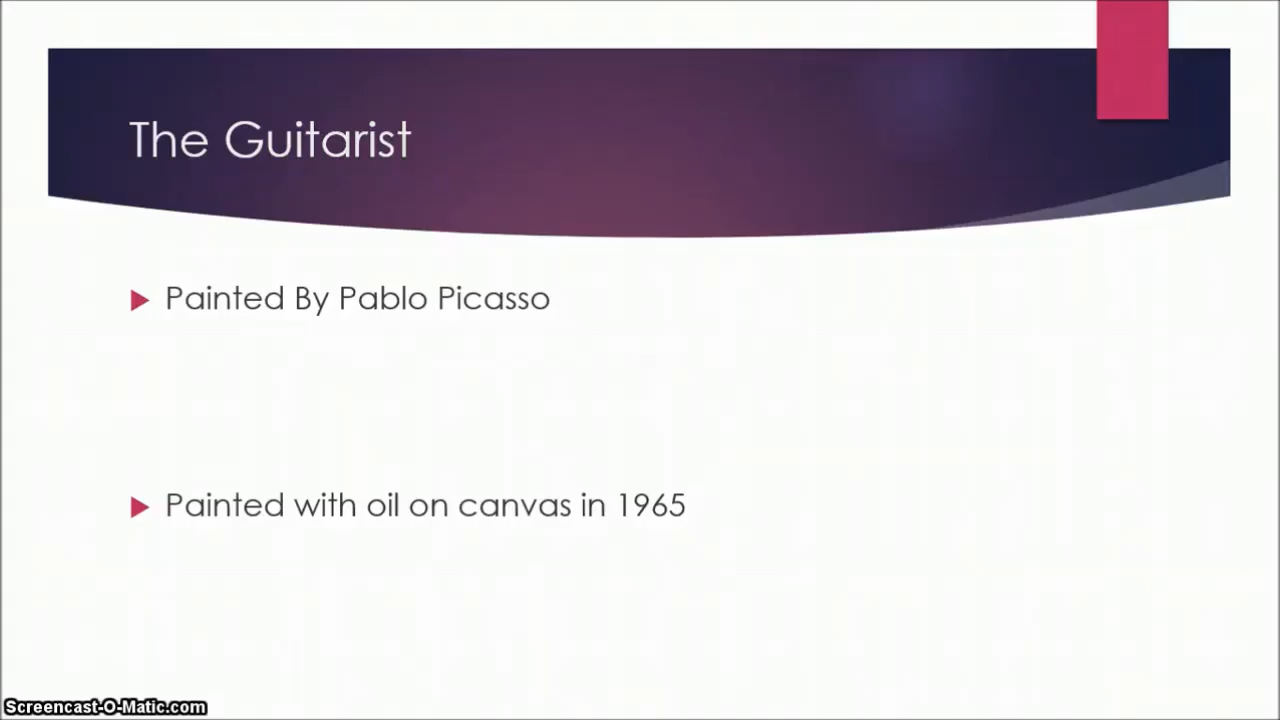 The Guitarist
Painted By Pablo Picasso
Painted with oil on canvas in 1965
Screencast-O-Matic.com